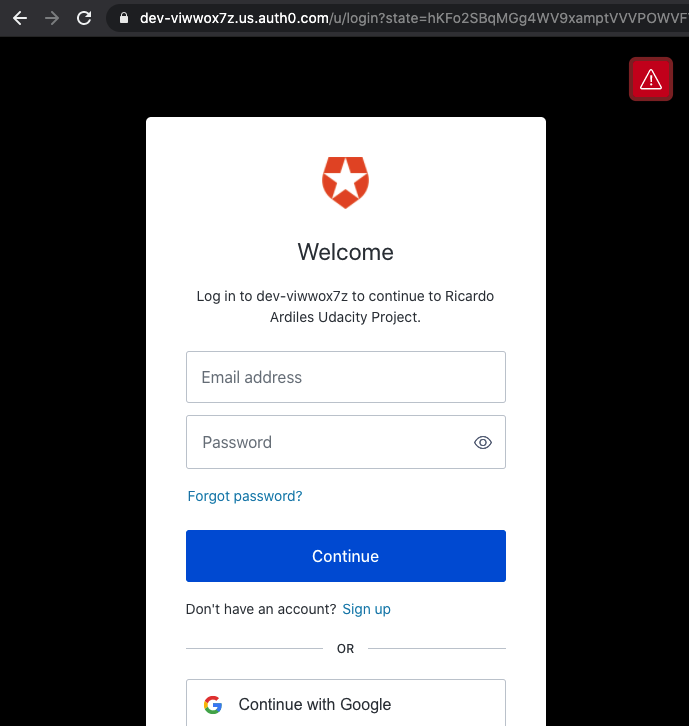 dev-viwwox7z.us.auth0.com/u/login?state=hKFo2SBqMGg4WV9xamptVVVPOWVF
Welcome
Log in to dev-viwwox7z to continue to Ricardo
Ardiles Udacity Project.
Email address
Password
Forgot password?
Continue
Don't have an account? Sign up
OR
Continue with Google